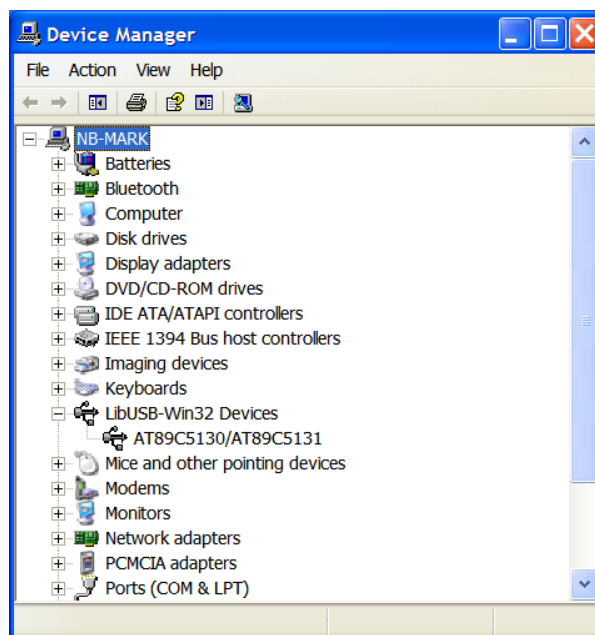 Device Manager
File Action View Help
NB-MARK
Batteries
Bluetooth
Computer
Disk drives
Display adapters
DVD/CD-ROM drives
IDE ATA/ATAPI controllers
IEEE 1394 Bus host controllers
Imaging devices
Keyboards
LibUSB-Win32 Devices
AT89C5130/AT89C5131
Mice and other pointing devices
Modems
Monitors
Network adapters
PCMCIA adapters
Ports (COM & LPT)